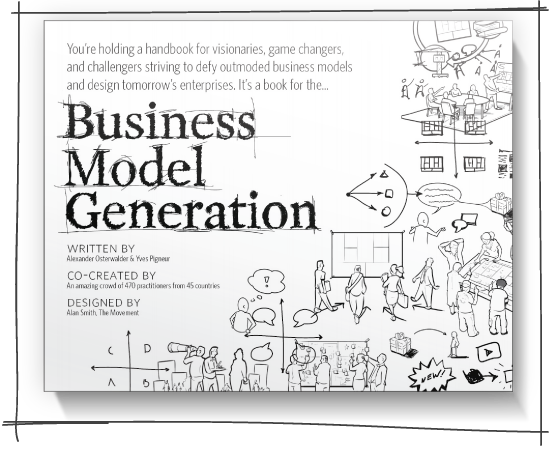 You're holding a handbook for visionaries, game changers,
and challengers striving to defy outmoded business models
and design tomorrow's enterprises. It's a book for the...
Business
Model
Generation
WRITTEN BY
Alexander Osterwalder & Yves Pigneur
CO-CREATED BY
An amazing crowd of 470 practitioners from 45 countries
DESIGNED BY
Alan Smith, The Movement
!
C D
A B
NEW!